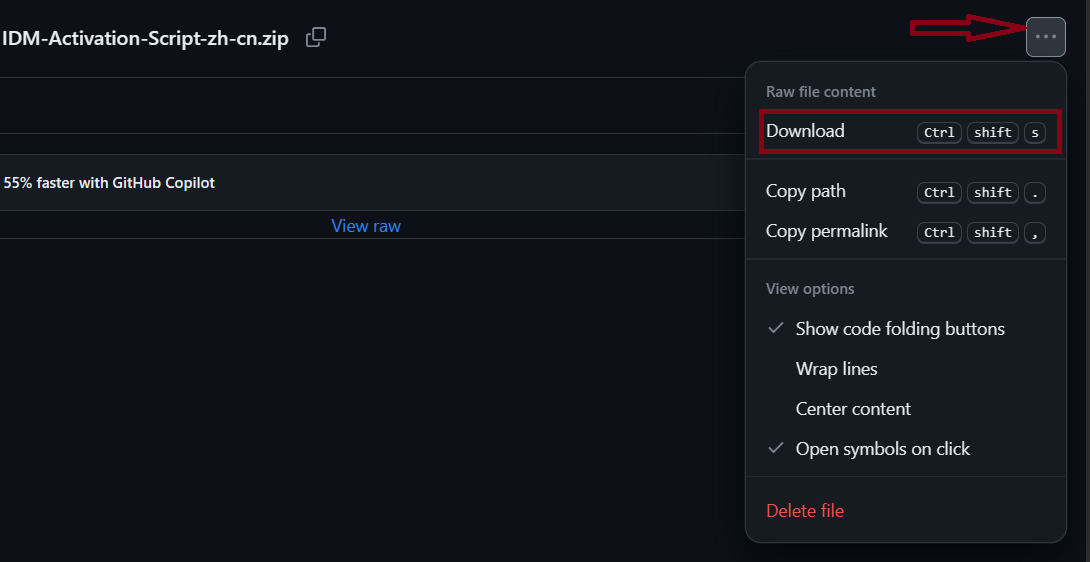 IDM-Activation-Script-zh-cn.zip
Raw file content
Download Ctrl shift s
55% faster with GitHub Copilot
Copy path Ctrl shift .
View raw
Copy permalink Ctrl shift ,
View options
Show code folding buttons
Wrap lines
Center content
Open symbols on click
Delete file